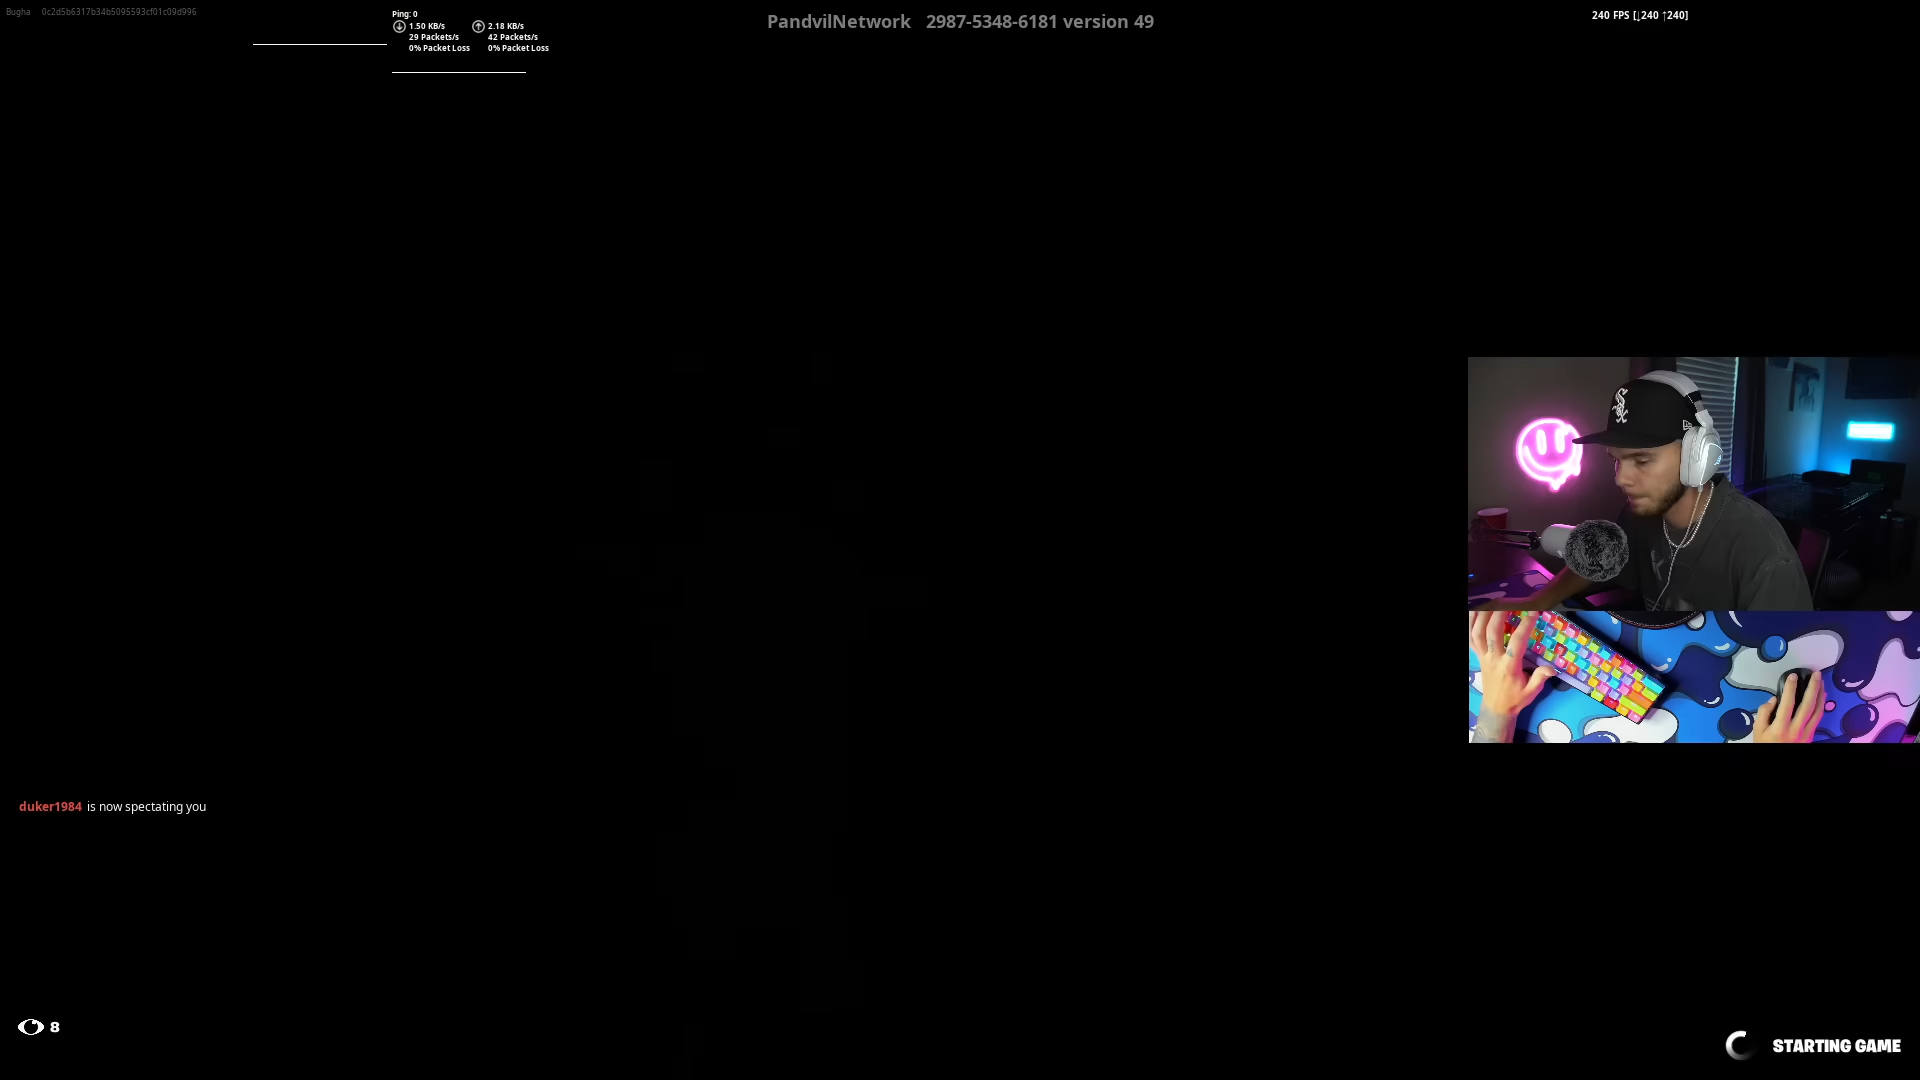 Bugha 0c2d5b6317b34b5095593cf01c09d996
Ping: 0
1.50 KB/s 2.18 KB/s
29 Packets/s 42 Packets/s
0% Packet Loss 0% Packet Loss
PandvilNetwork 2987-5348-6181 version 49
240 FPS [↓240 ↑240]
duker1984 is now spectating you
8
STARTING GAME